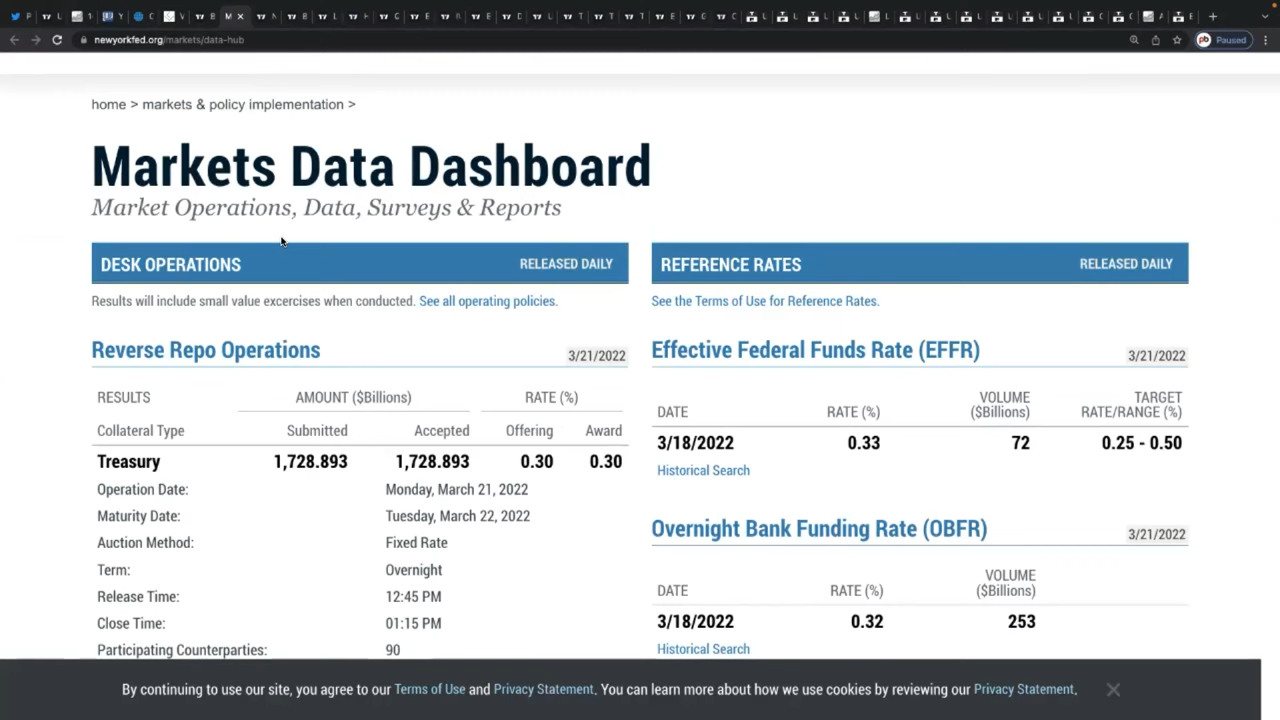 newyorkfed.org/markets/data-hub
Paused
home > markets & policy implementation >
Markets Data Dashboard
Market Operations, Data, Surveys & Reports
DESK OPERATIONS RELEASED DAILY
Results will include small value excercises when conducted. See all operating policies.
Reverse Repo Operations 3/21/2022
RESULTS AMOUNT ($Billions) RATE (%)
Collateral Type Submitted Accepted Offering Award
Treasury 1,728.893 1,728.893 0.30 0.30
Operation Date: Monday, March 21, 2022
Maturity Date: Tuesday, March 22, 2022
Auction Method: Fixed Rate
Term: Overnight
Release Time: 12:45 PM
Close Time: 01:15 PM
Participating Counterparties: 90
REFERENCE RATES RELEASED DAILY
See the Terms of Use for Reference Rates.
Effective Federal Funds Rate (EFFR) 3/21/2022
DATE RATE (%) VOLUME ($Billions) TARGET RATE/RANGE (%)
3/18/2022 0.33 72 0.25 - 0.50
Historical Search
Overnight Bank Funding Rate (OBFR) 3/21/2022
DATE RATE (%) VOLUME ($Billions)
3/18/2022 0.32 253
Historical Search
By continuing to use our site, you agree to our Terms of Use and Privacy Statement. You can learn more about how we use cookies by reviewing our Privacy Statement.